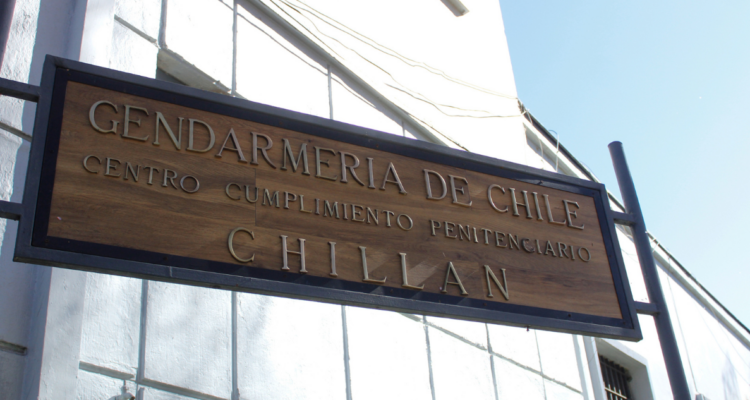 GENDARMERIA DE CHILE
CENTRO CUMPLIMIENTO PENITENCIARIO
CHILLAN